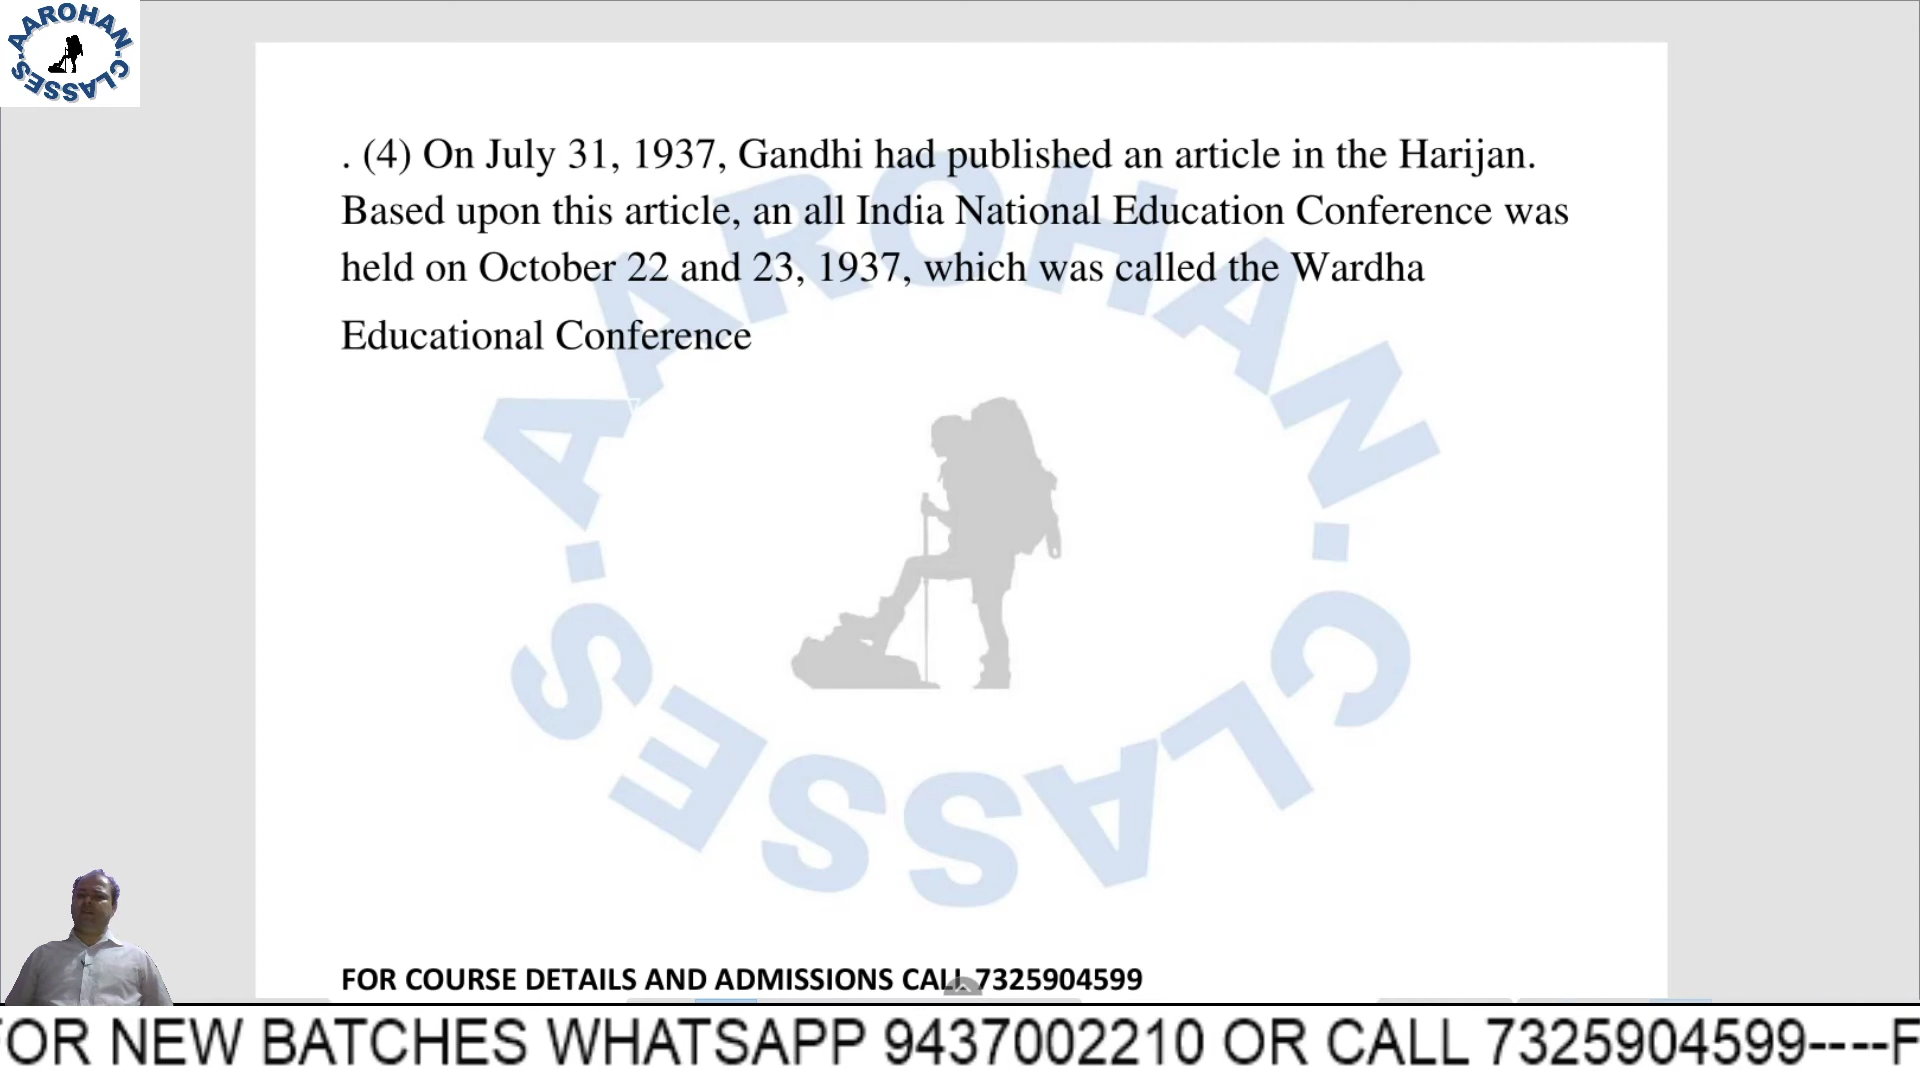 AAROHAN.CLASSES.
. (4) On July 31, 1937, Gandhi had published an article in the Harijan.
Based upon this article, an all India National Education Conference was
held on October 22 and 23, 1937, which was called the Wardha
Educational Conference
AAROHAN.CLASSES.
FOR COURSE DETAILS AND ADMISSIONS CALL 7325904599
OR NEW BATCHES WHATSAPP 9437002210 OR CALL 7325904599----F